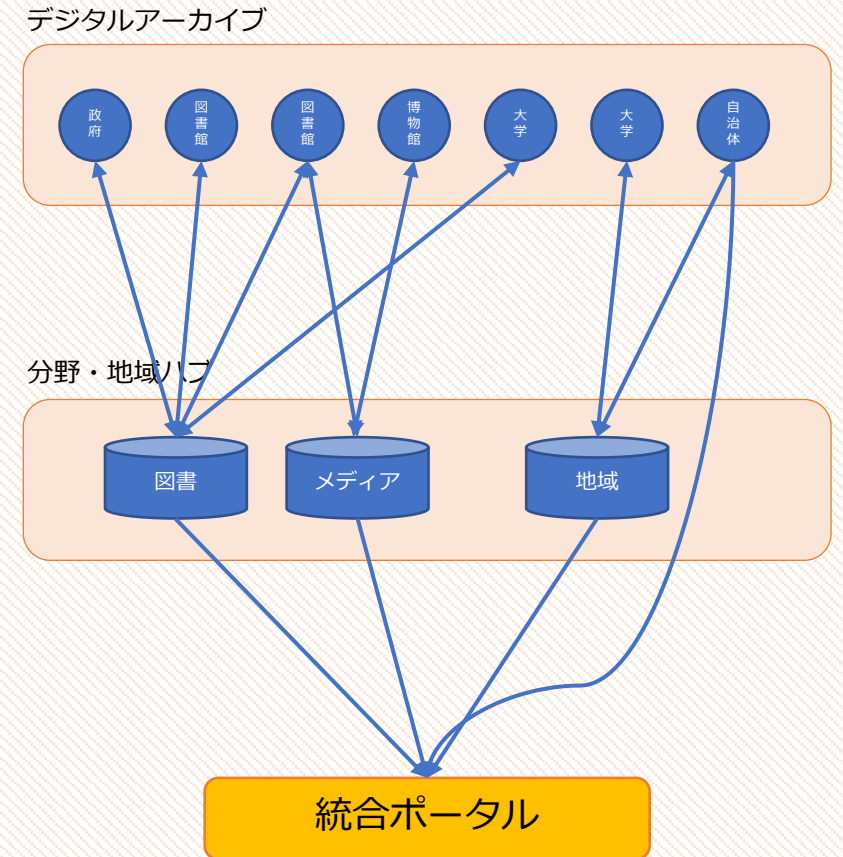 デジタルアーカイブ
政府
図書館
図書館
博物館
大学
大学
自治体
分野・地域ハブ
図書
メディア
地域
統合ポータル